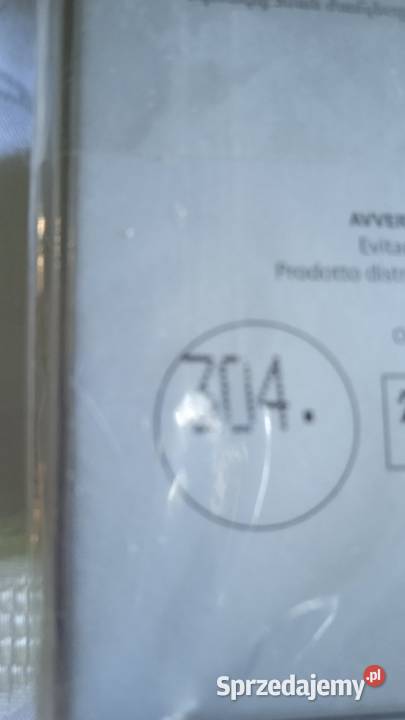 AVVER
Evita
Prodotto distr
304.
Sprzedajemy.pl